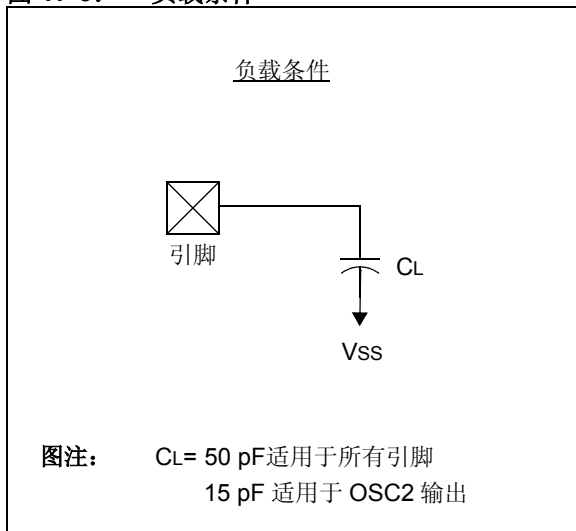 负载条件
引脚
CL
VSS
图注： CL= 50 pF适用于所有引脚
15 pF 适用于 OSC2 输出